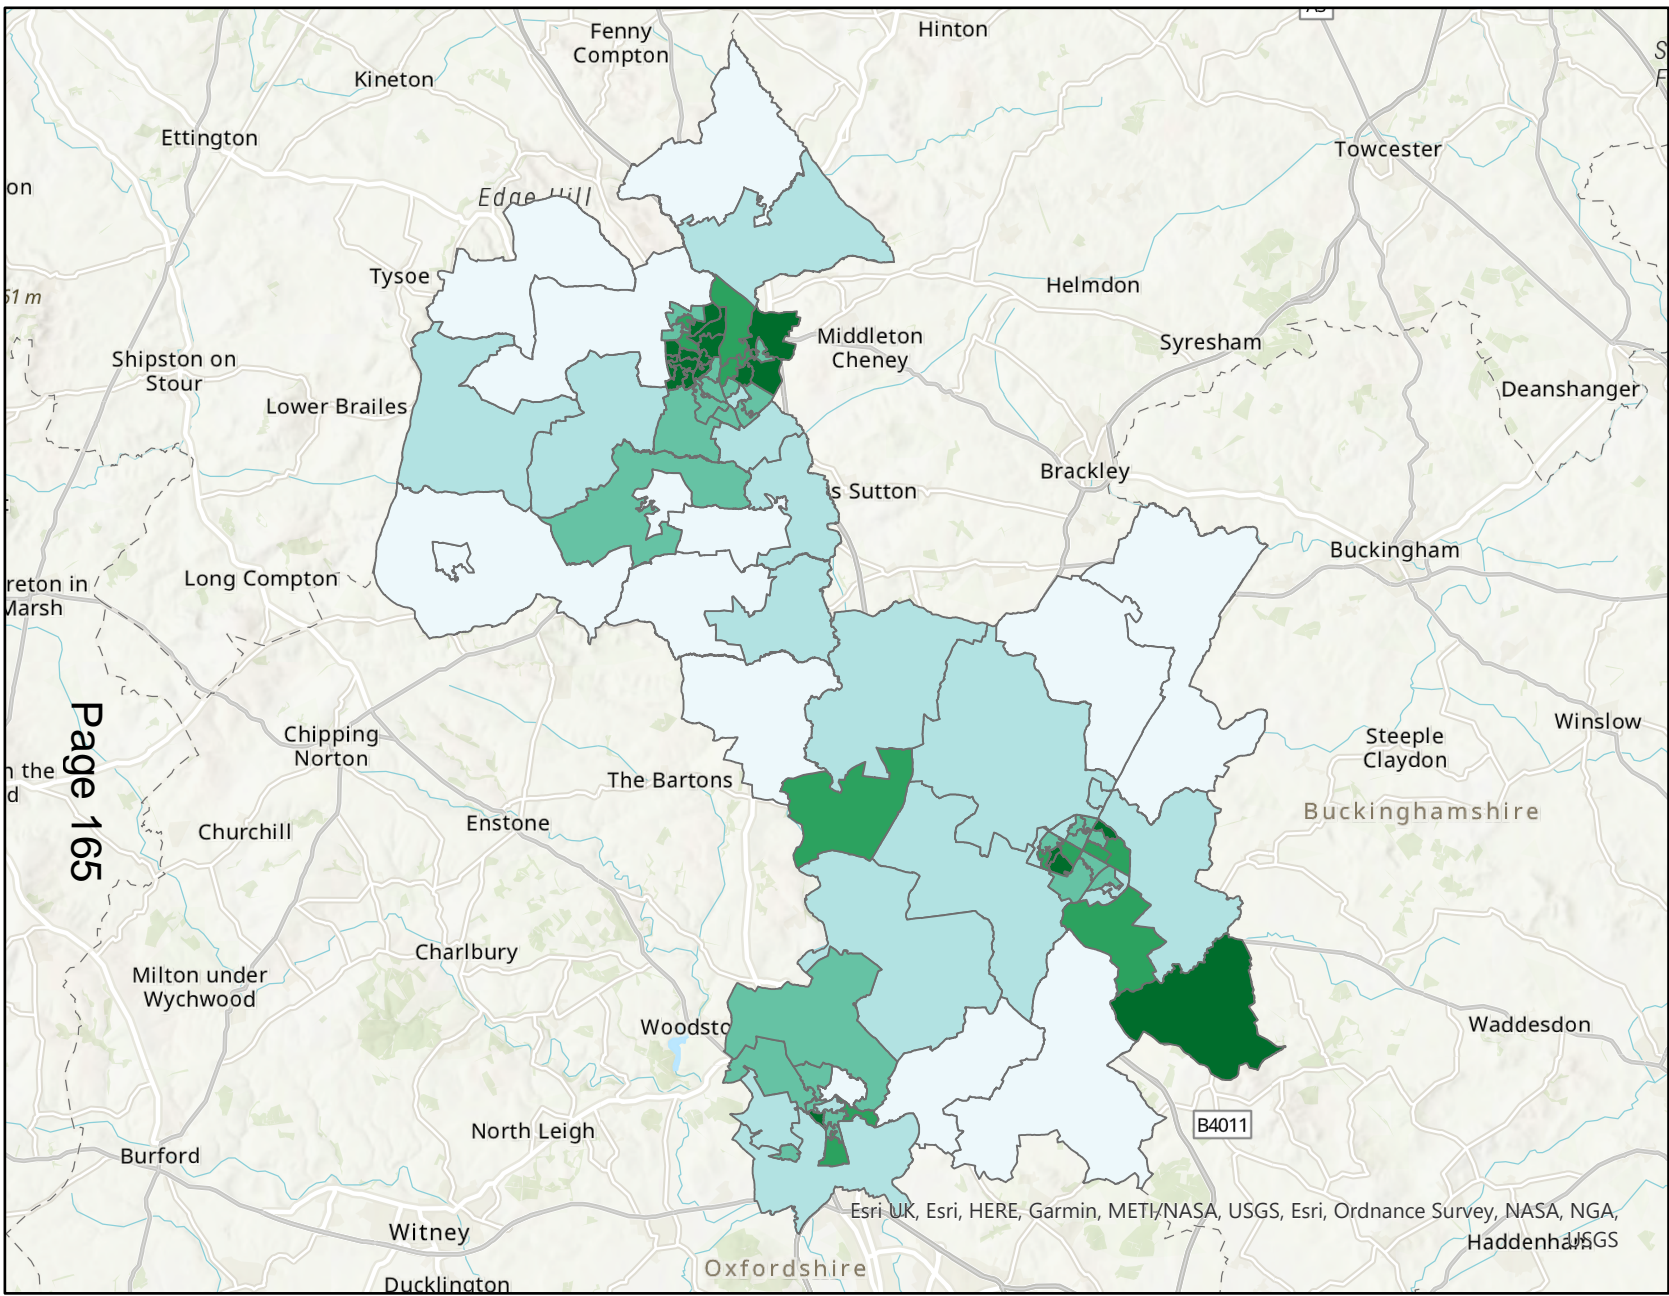 Fenny
Compton
Hinton
Kineton
Ettington
Towcester
on
Edge Hill
Tysoe
51 m
Helmdon
Middleton
Cheney
Syresham
Shipston on
Stour
Deanshanger
Lower Brailes
Brackley
s Sutton
Buckingham
Long Compton
reton in
Marsh
Page 165
Chipping
Norton
Winslow
Steeple
Claydon
n the
d
The Bartons
Buckinghamshire
Churchill
Enstone
Charlbury
Milton under
Wychwood
Woodsto
Waddesdon
North Leigh
B4011
Burford
Esri UK, Esri, HERE, Garmin, METI/NASA, USGS, Esri, Ordnance Survey, NASA, NGA,
USGS
Witney
Haddenham
Oxfordshire
Ducklington